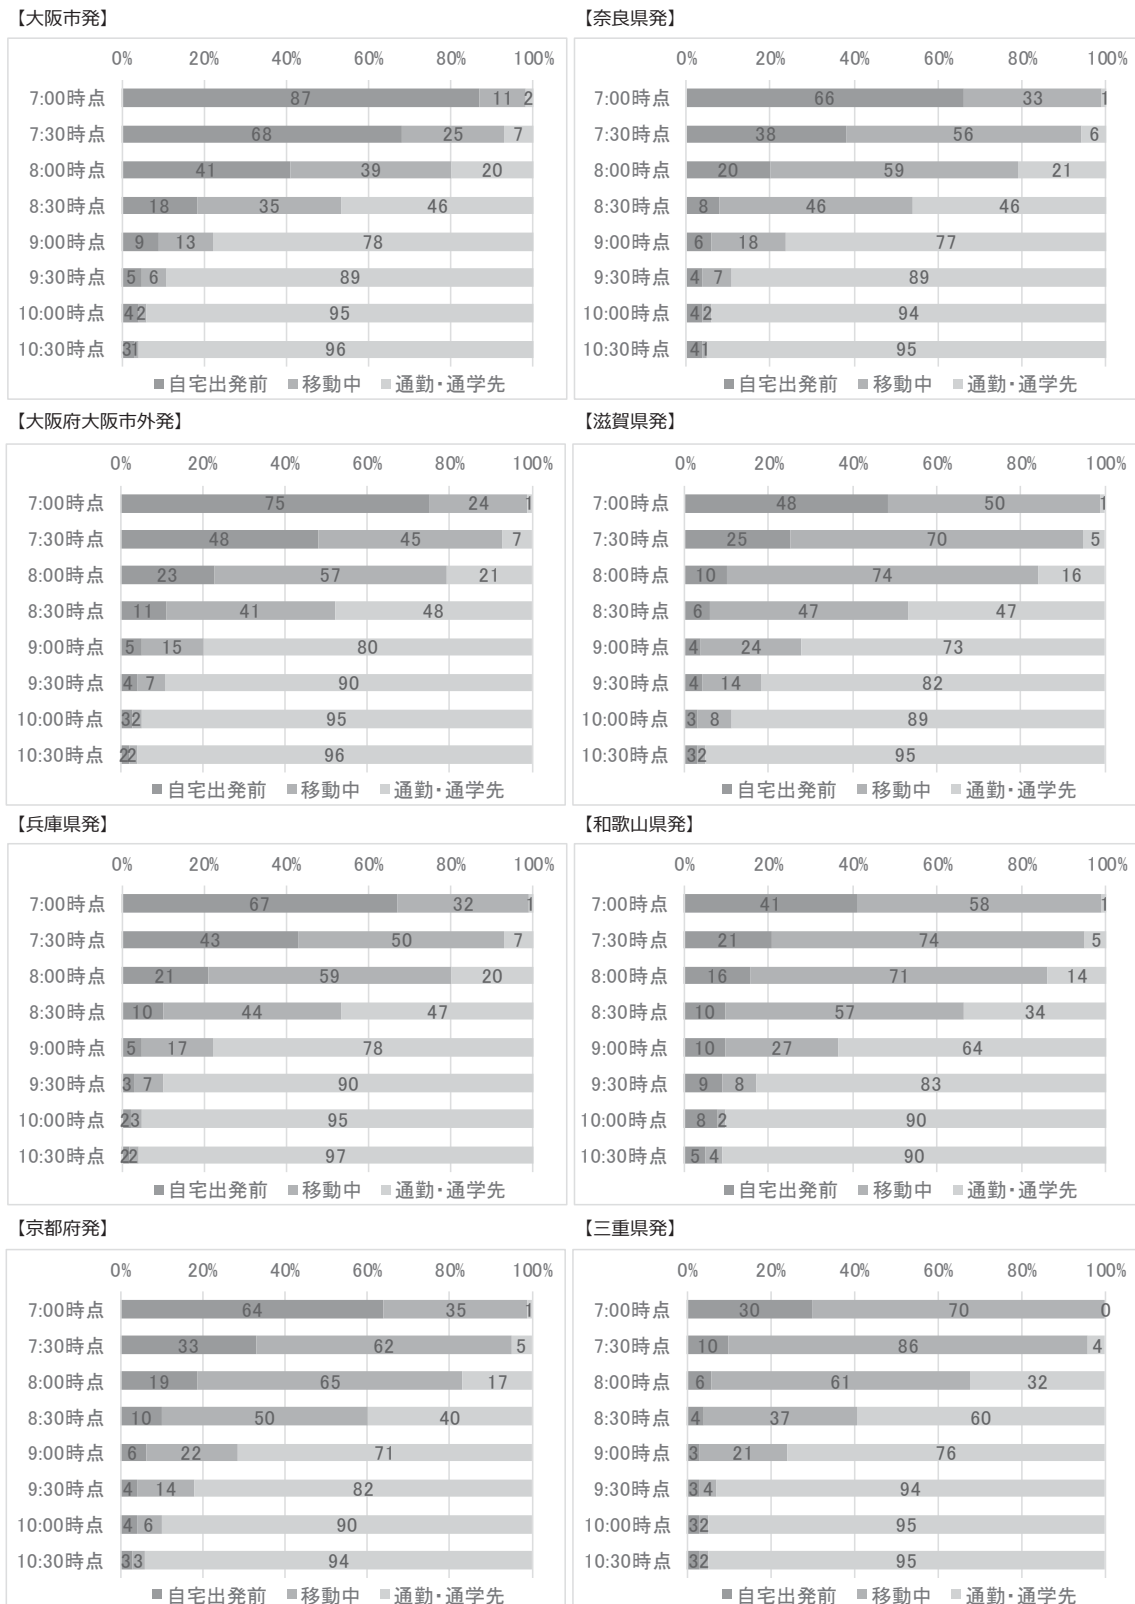 【大阪市発】
0% 20% 40% 60% 80% 100%
7:00時点 87 11 2
7:30時点 68 25 7
8:00時点 41 39 20
8:30時点 18 35 46
9:00時点 9 13 78
9:30時点 5 6 89
10:00時点 4 2 95
10:30時点 3 1 96
■自宅出発前 ■移動中 ■通勤・通学先
【奈良県発】
0% 20% 40% 60% 80% 100%
7:00時点 66 33 1
7:30時点 38 56 6
8:00時点 20 59 21
8:30時点 8 46 46
9:00時点 6 18 77
9:30時点 4 7 89
10:00時点 4 2 94
10:30時点 4 1 95
■自宅出発前 ■移動中 ■通勤・通学先
【大阪府大阪市外発】
0% 20% 40% 60% 80% 100%
7:00時点 75 24 1
7:30時点 48 45 7
8:00時点 23 57 21
8:30時点 11 41 48
9:00時点 5 15 80
9:30時点 4 7 90
10:00時点 3 2 95
10:30時点 2 2 96
■自宅出発前 ■移動中 ■通勤・通学先
【滋賀県発】
0% 20% 40% 60% 80% 100%
7:00時点 48 50 1
7:30時点 25 70 5
8:00時点 10 74 16
8:30時点 6 47 47
9:00時点 4 24 73
9:30時点 4 14 82
10:00時点 3 8 89
10:30時点 3 2 95
■自宅出発前 ■移動中 ■通勤・通学先
【兵庫県発】
0% 20% 40% 60% 80% 100%
7:00時点 67 32 1
7:30時点 43 50 7
8:00時点 21 59 20
8:30時点 10 44 47
9:00時点 5 17 78
9:30時点 3 7 90
10:00時点 2 3 95
10:30時点 2 2 97
■自宅出発前 ■移動中 ■通勤・通学先
【和歌山県発】
0% 20% 40% 60% 80% 100%
7:00時点 41 58 1
7:30時点 21 74 5
8:00時点 16 71 14
8:30時点 10 57 34
9:00時点 10 27 64
9:30時点 9 8 83
10:00時点 8 2 90
10:30時点 5 4 90
■自宅出発前 ■移動中 ■通勤・通学先
【京都府発】
0% 20% 40% 60% 80% 100%
7:00時点 64 35 1
7:30時点 33 62 5
8:00時点 19 65 17
8:30時点 10 50 40
9:00時点 6 22 71
9:30時点 4 14 82
10:00時点 4 6 90
10:30時点 3 3 94
■自宅出発前 ■移動中 ■通勤・通学先
【三重県発】
0% 20% 40% 60% 80% 100%
7:00時点 30 70 0
7:30時点 10 86 4
8:00時点 6 61 32
8:30時点 4 37 60
9:00時点 3 21 76
9:30時点 3 4 94
10:00時点 3 2 95
10:30時点 3 2 95
■自宅出発前 ■移動中 ■通勤・通学先